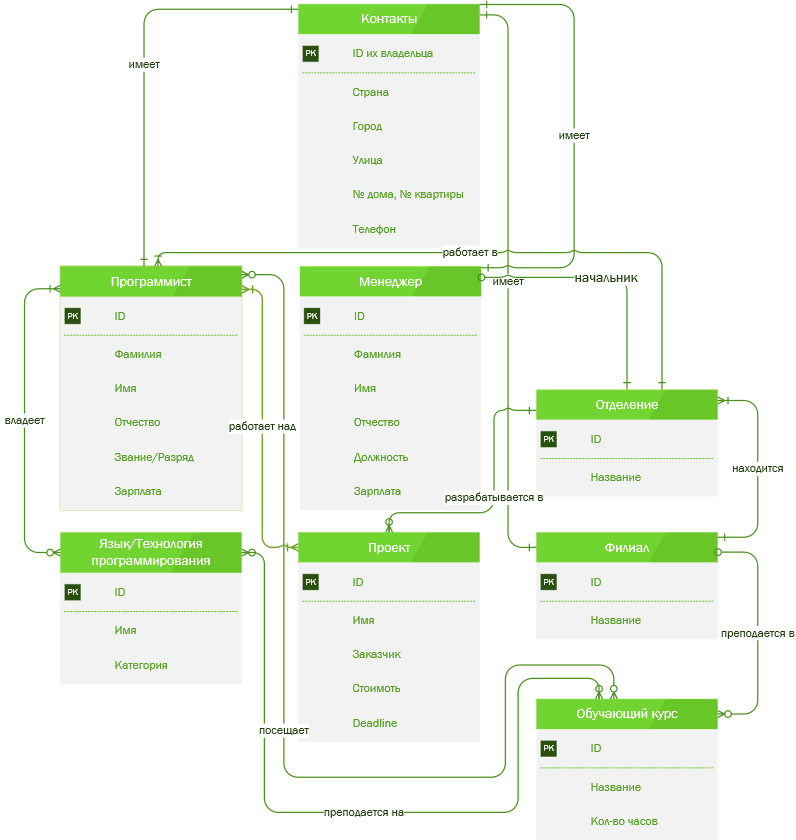 Контакты
PK
ID их владельца
Страна
Город
Улица
№ дома, № квартиры
Телефон
имеет
имеет
работает в
Программист
PK
ID
Фамилия
Имя
Отчество
Звание/Разряд
Зарплата
Менеджер
PK
ID
Фамилия
Имя
Отчество
Должность
Зарплата
имеет
начальник
владеет
работает над
Отделение
PK
ID
Название
находится
разрабатывается в
Язык/Технология
программирования
PK
ID
Имя
Категория
Проект
PK
ID
Имя
Заказчик
Стоимоть
Deadline
Филиал
PK
ID
Название
преподается в
посещает
Обучающий курс
PK
ID
Название
Кол-во часов
преподается на